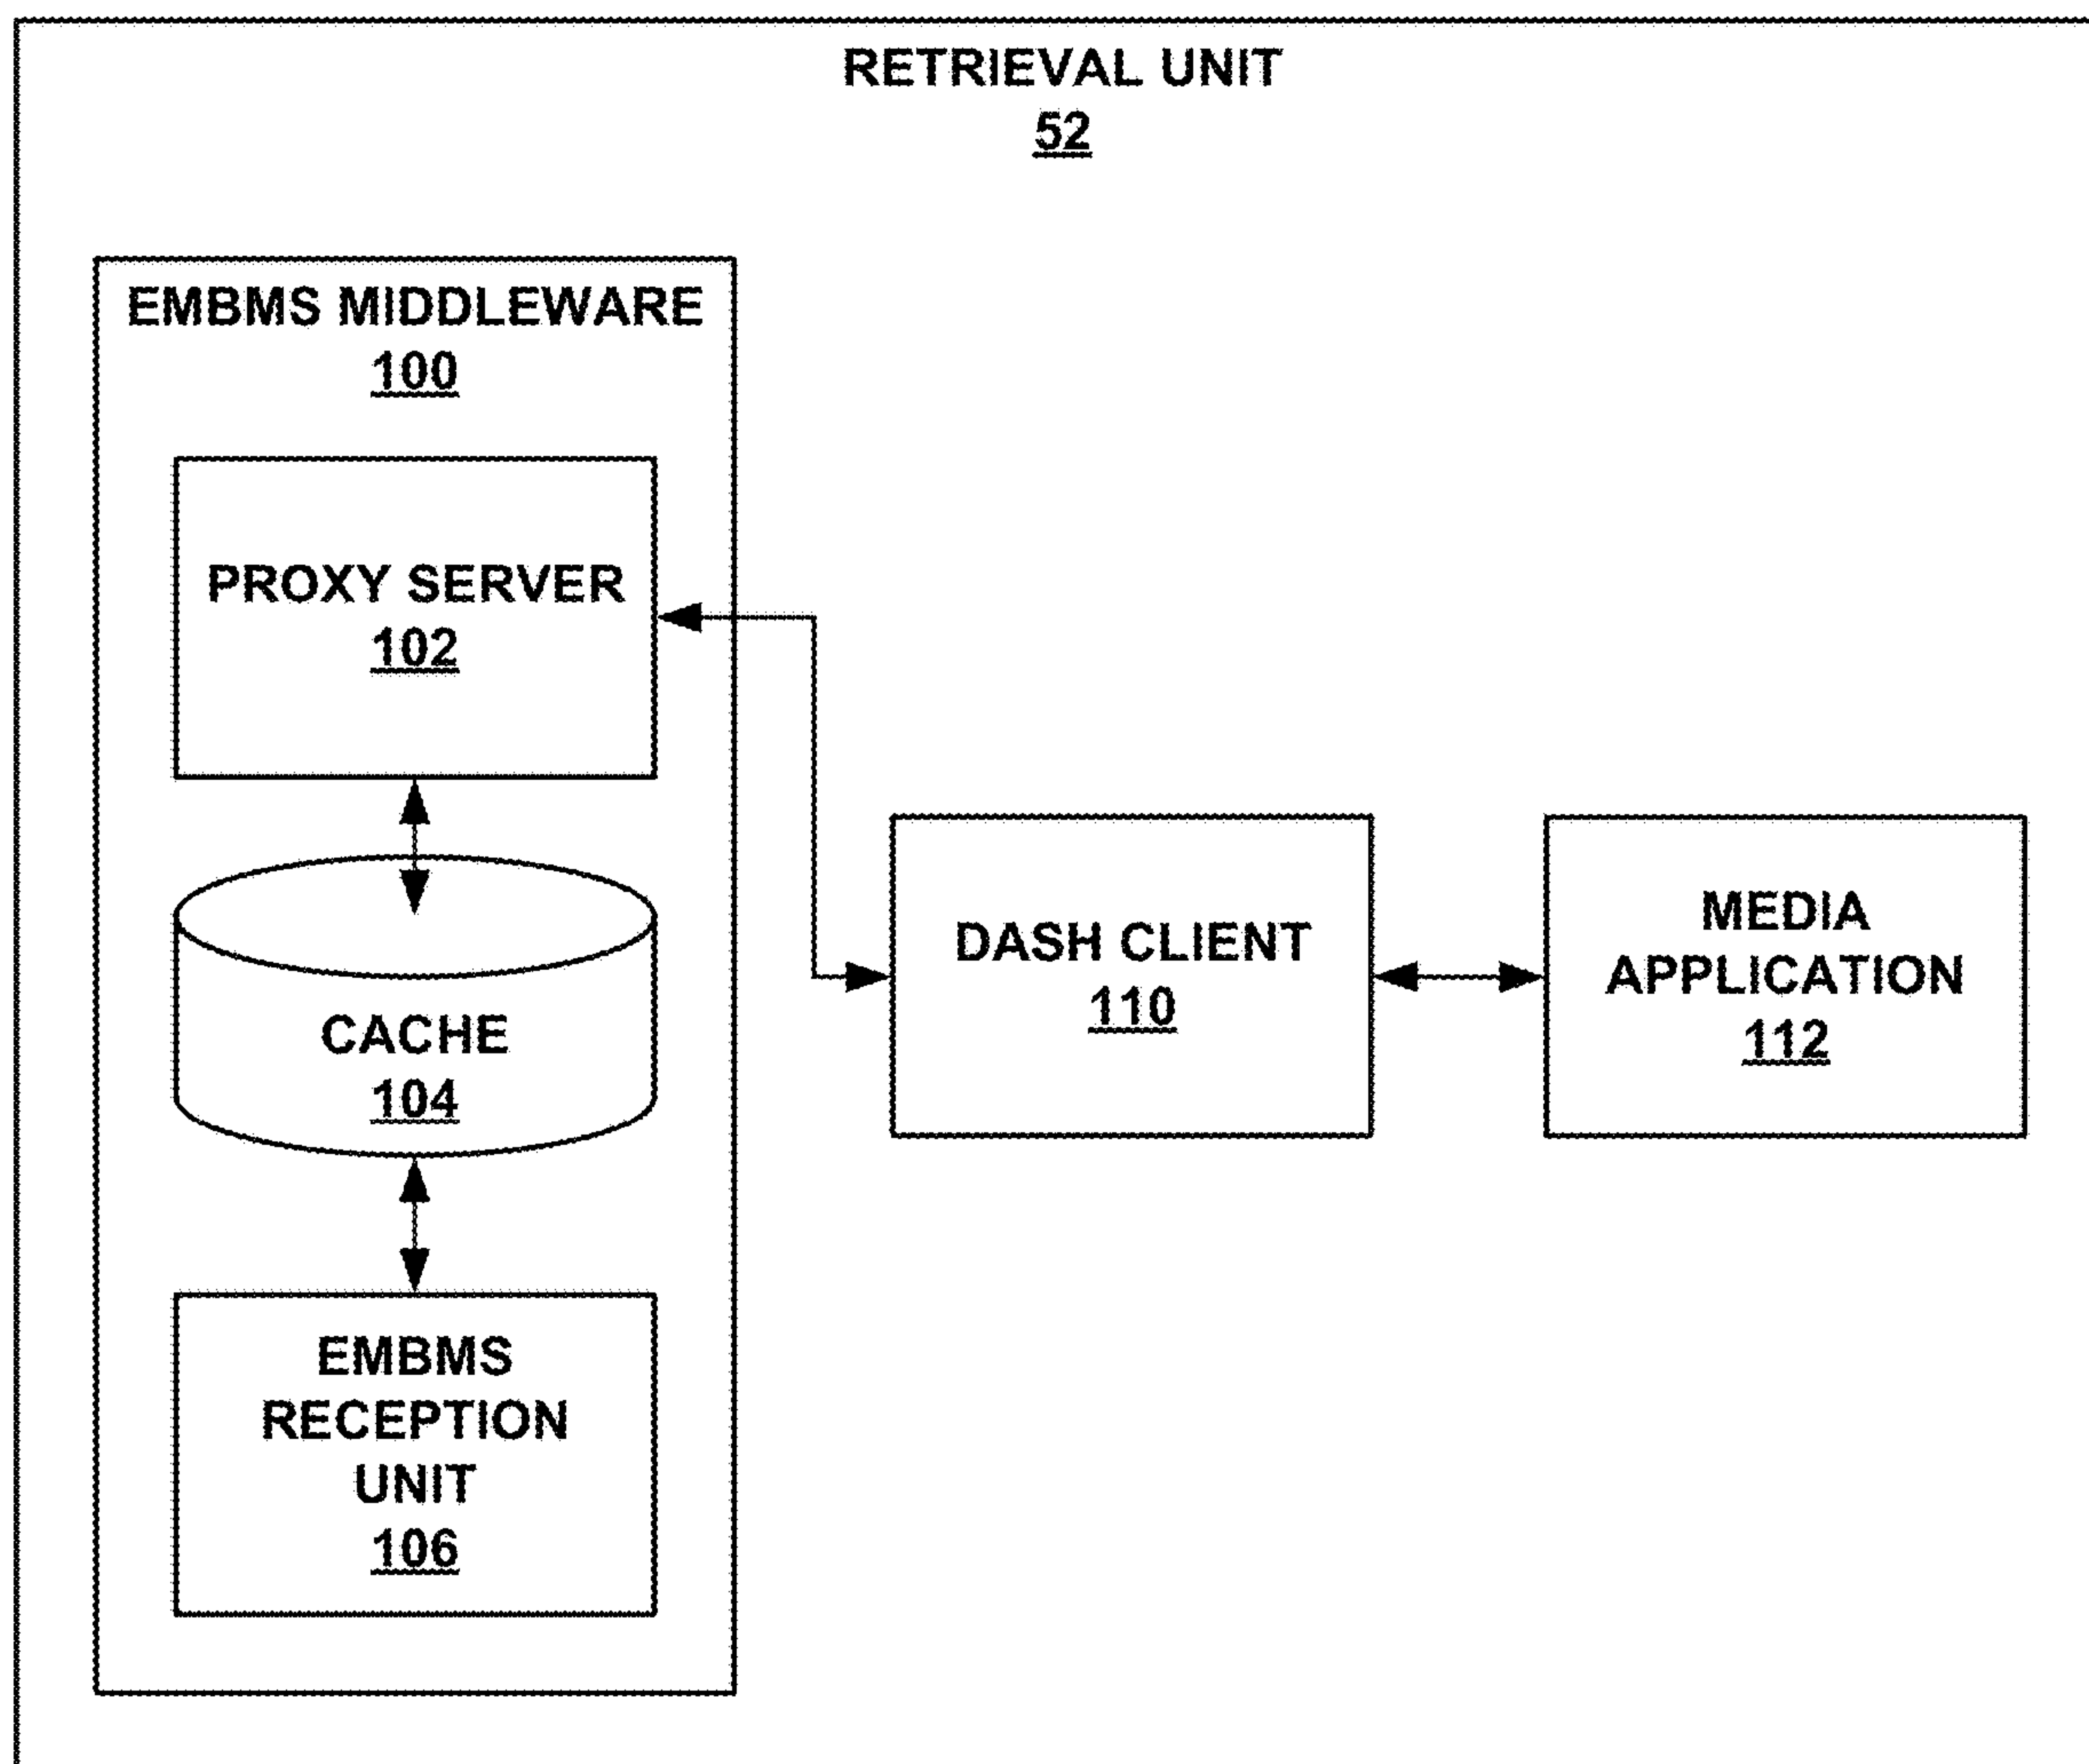 RETRIEVAL UNIT
52
EMBMS MIDDLEWARE
100
PROXY SERVER
102
CACHE
104
EMBMS
RECEPTION
UNIT
106
DASH CLIENT
110
MEDIA
APPLICATION
112